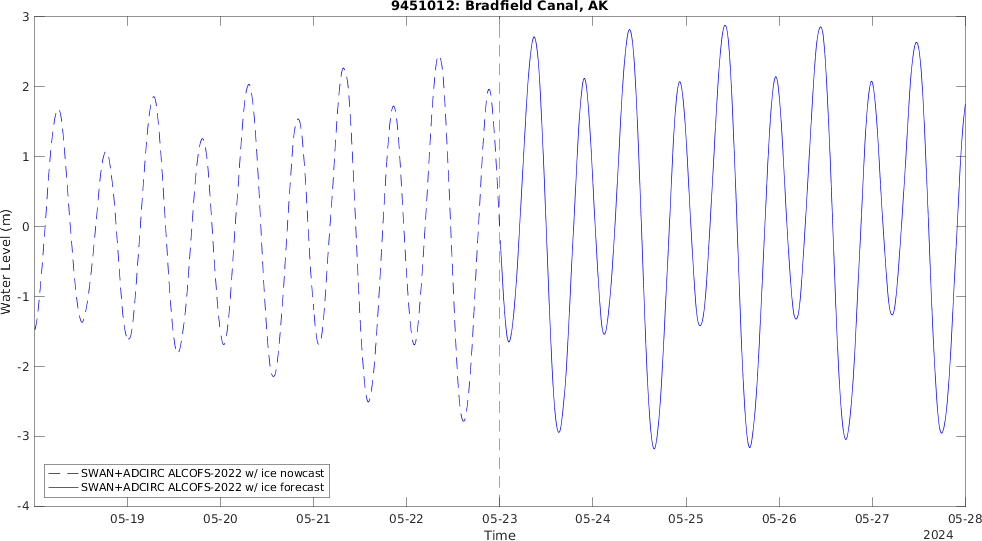 9451012: Bradfield Canal, AK
3
2
1
0
-1
-2
-3
-4
Water Level (m)
SWAN+ADCIRC ALCOFS-2022 w/ ice nowcast
SWAN+ADCIRC ALCOFS-2022 w/ ice forecast
05-19 05-20 05-21 05-22 05-23 05-24 05-25 05-26 05-27 05-28
Time
2024